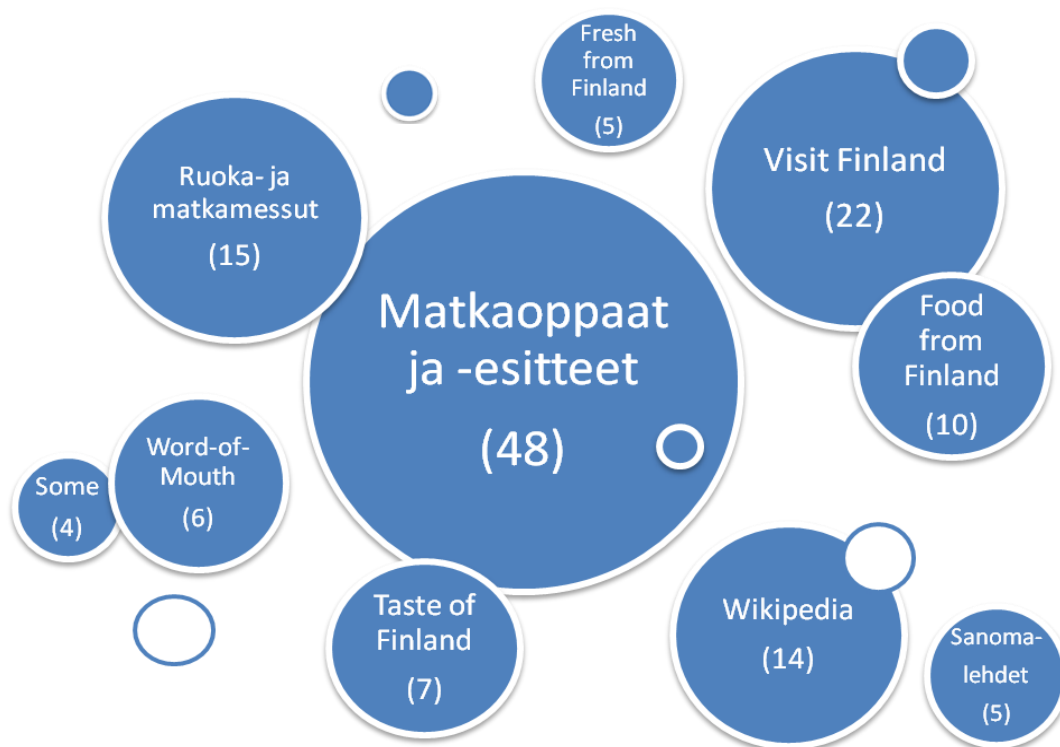 Fresh
from
Finland
(5)
Visit Finland
(22)
Ruoka- ja
matkamessut
(15)
Matkaoppaat
ja -esitteet
(48)
Food
from
Finland
(10)
Word-of-
Mouth
(6)
Some
(4)
Taste of
Finland
(7)
Wikipedia
(14)
Sanoma-
lehdet
(5)